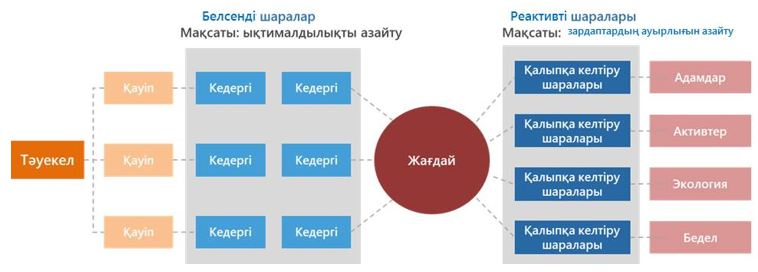 Белсенді шаралар
Мақсаты: ықтималдылықты азайту
Реактивті шаралары
Мақсаты: зардаптардың ауырлығын азайту
Тәуекел
Қауіп
Кедергі
Кедергі
Қауіп
Кедергі
Кедергі
Қауіп
Кедергі
Кедергі
Жағдай
Қалыпқа келтіру
шаралары
Адамдар
Қалыпқа келтіру
шаралары
Активтер
Қалыпқа келтіру
шаралары
Экология
Қалыпқа келтіру
шаралары
Бедел